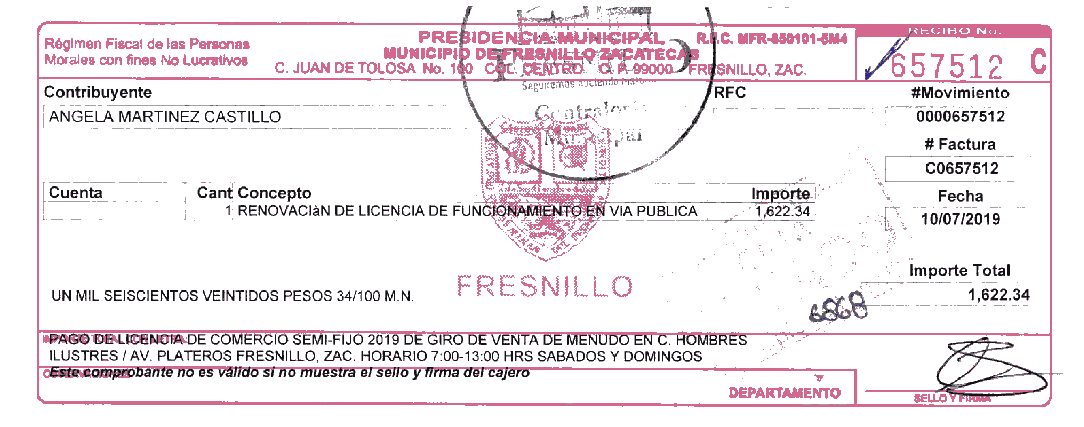 Régimen Fiscal de las Personas
Morales con fines No Lucrativos
PRESIDENCIA MUNICIPAL R.F.C. MFR-850101-5M4
MUNICIPIO DE FRESNILLO ZACATECAS
C. JUAN DE TOLOSA No. 100 COL. CENTRO C. P. 99000 FRESNILLO, ZAC.
RECIBO No.
657512 C
Contribuyente
RFC
#Movimiento
ANGELA MARTINEZ CASTILLO
0000657512
# Factura
C0657512
Seguiremos haciendo
Contraloría
Municipal
Cuenta Cant Concepto Importe
Fecha
1 RENOVACIàN DE LICENCIA DE FUNCIONAMIENTO EN VIA PUBLICA 1,622.34
10/07/2019
FRESNILLO
Importe Total
UN MIL SEISCIENTOS VEINTIDOS PESOS 34/100 M.N.
1,622.34
6868
PAGO DE LICENCIA DE COMERCIO SEMI-FIJO 2019 DE GIRO DE VENTA DE MENUDO EN C. HOMBRES
ILUSTRES / AV. PLATEROS FRESNILLO, ZAC. HORARIO 7:00-13:00 HRS SABADOS Y DOMINGOS
Este comprobante no es válido si no muestra el sello y firma del cajero
DEPARTAMENTO
SELLO Y FIRMA